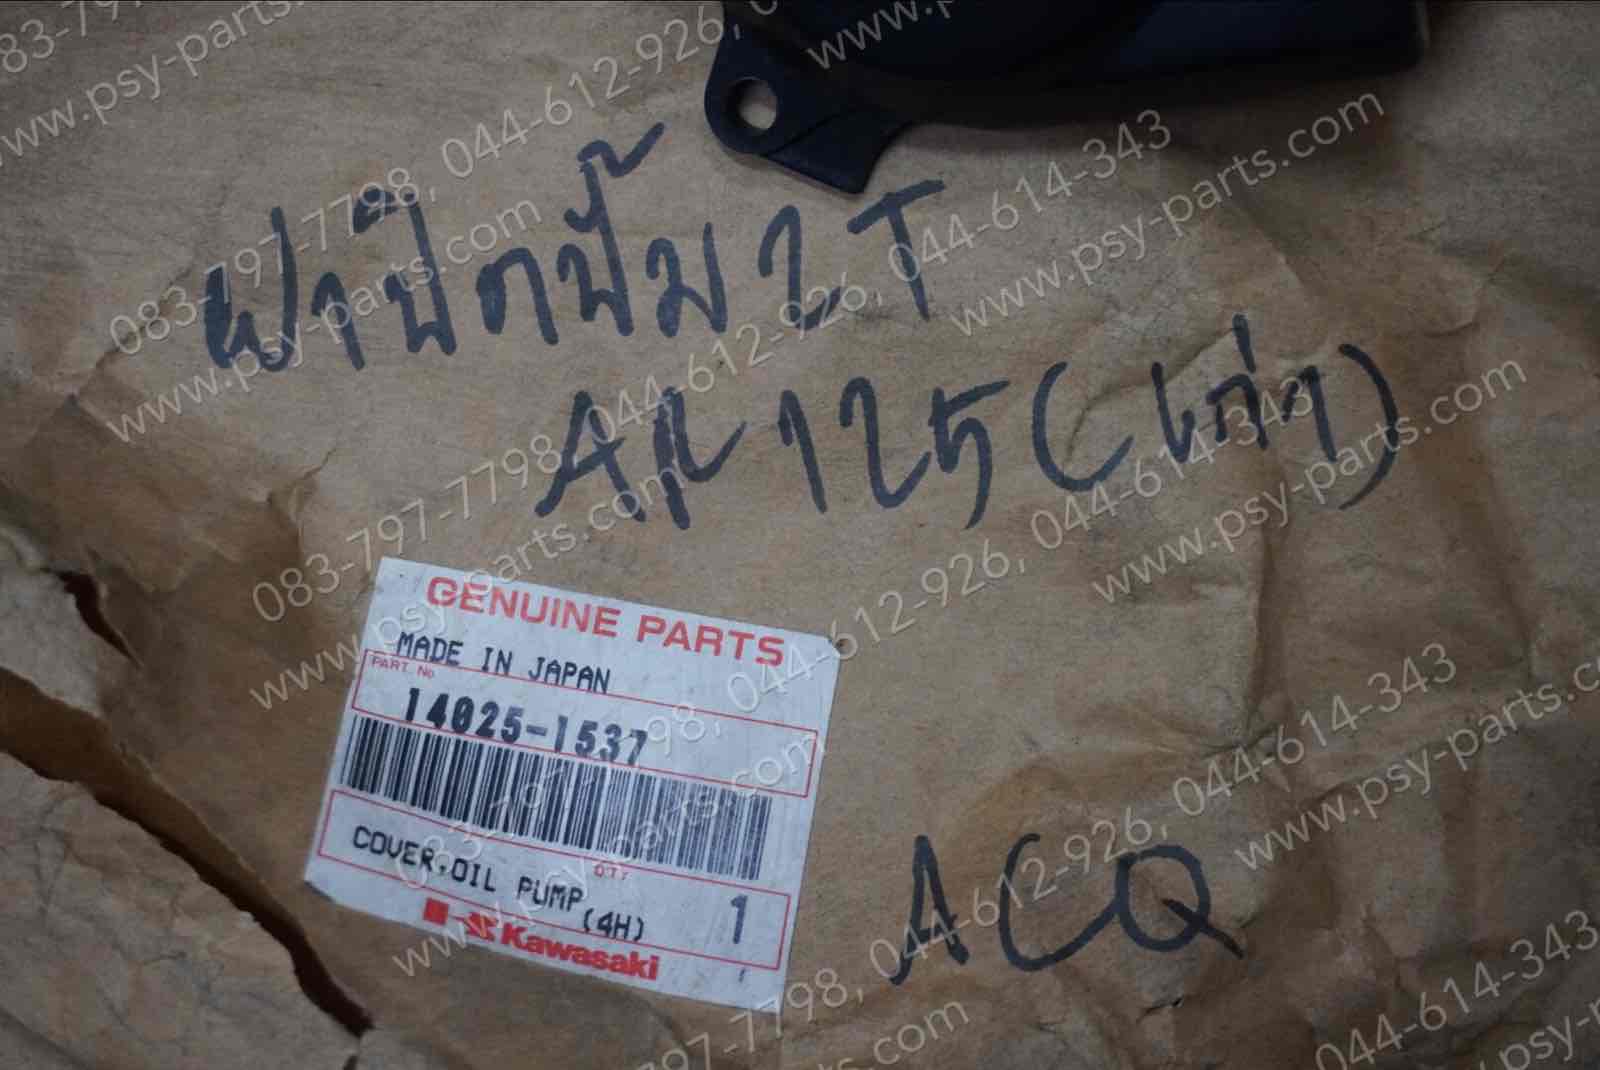 ฝาปิดปั๊ม 2T
AR125 (เก่า)
GENUINE PARTS
MADE IN JAPAN
PART No
14025-1537
COVER,OIL PUMP
(4H)
QTY
1
Kawasaki
ACQ
083-797-7798, 044-612-926, 044-614-343
www.psy-parts.com